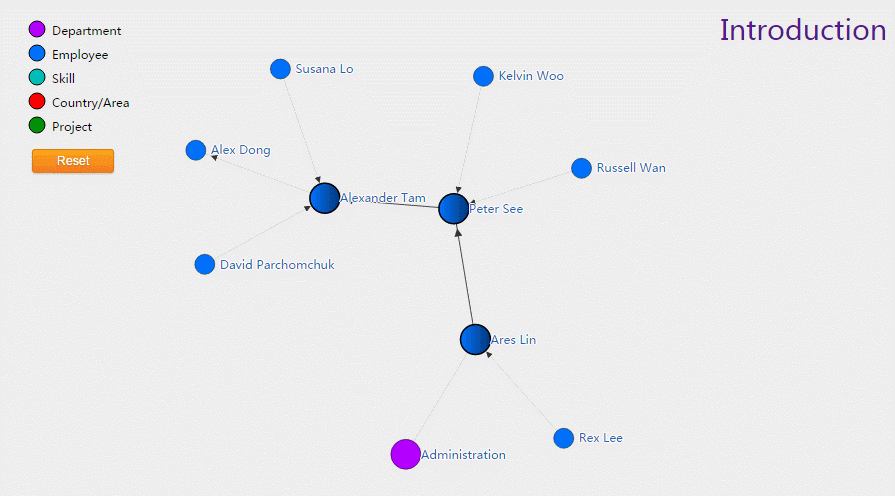 Introduction
Department
Employee
Skill
Country/Area
Project
Reset
Susana Lo
Kelvin Woo
Alex Dong
Russell Wan
Alexander Tam
Peter See
David Parchomchuk
Ares Lin
Rex Lee
Administration